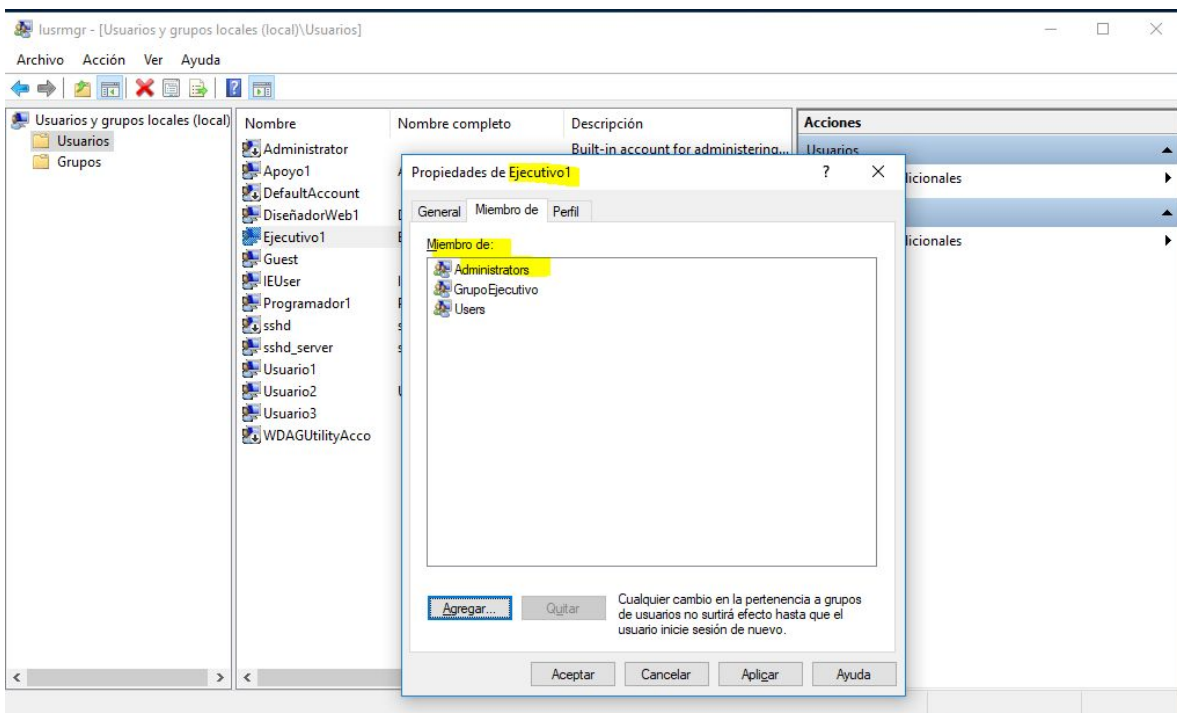 lusrmgr - [Usuarios y grupos locales (local)\Usuarios]
Archivo Acción Ver Ayuda
Usuarios y grupos locales (local)
Usuarios
Grupos
Nombre Nombre completo Descripción
Administrator Built-in account for administering...
Apoyo1
DefaultAccount
DiseñadorWeb1
Ejecutivo1
Guest
IEUser
Programador1
sshd
sshd_server
Usuario1
Usuario2
Usuario3
WDAGUtilityAcco
Acciones
Usuarios
licionales
licionales
Propiedades de Ejecutivo1
General Miembro de Perfil
Miembro de:
Administrators
GrupoEjecutivo
Users
Agregar... Quitar
Cualquier cambio en la pertenencia a grupos
de usuarios no surtirá efecto hasta que el
usuario inicie sesión de nuevo.
Aceptar Cancelar Aplicar Ayuda